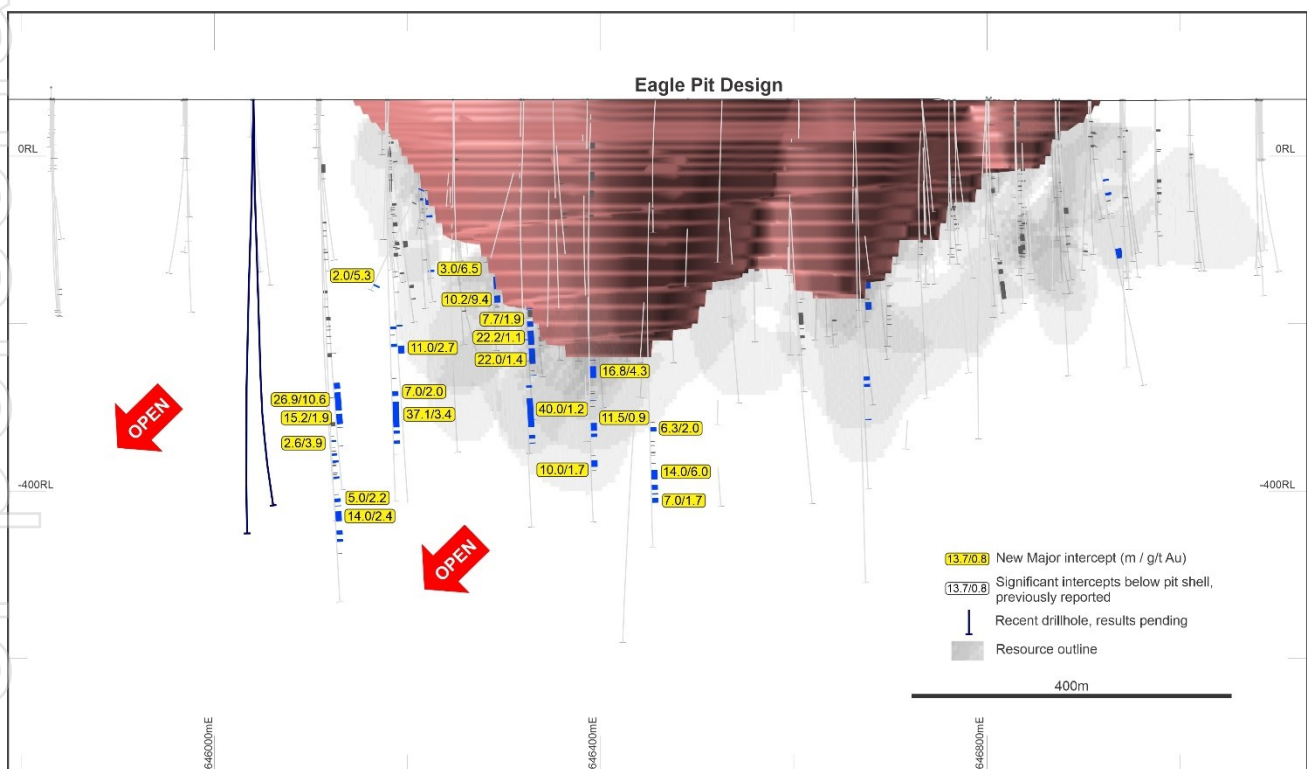 Eagle Pit Design
0RL
0RL
2.0/5.3
3.0/6.5
10.2/9.4
7.7/1.9
22.2/1.1
11.0/2.7
22.0/1.4
16.8/4.3
7.0/2.0
26.9/10.6
37.1/3.4
40.0/1.2
11.5/0.9
15.2/1.9
6.3/2.0
2.6/3.9
10.0/1.7
14.0/6.0
-400RL
-400RL
5.0/2.2
7.0/1.7
14.0/2.4
OPEN
OPEN
13.7/0.8 New Major intercept (m / g/t Au)
13.7/0.8 Significant intercepts below pit shell,
previously reported
Recent drillhole, results pending
Resource outline
400m
646000mE
646400mE
646800mE